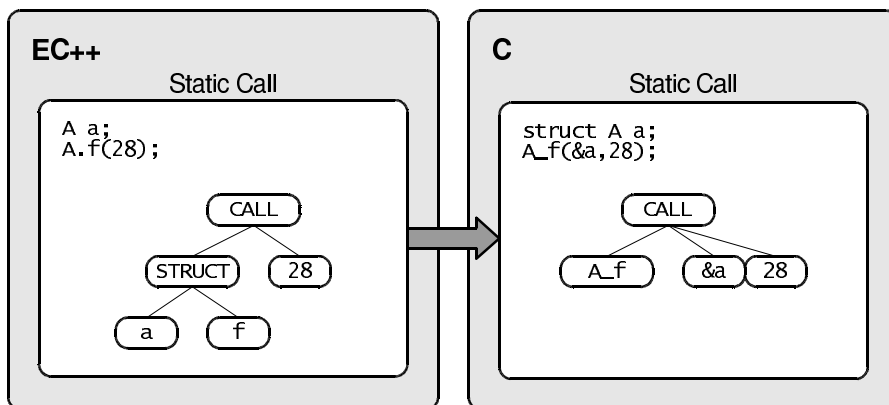 EC++
Static Call
A a;
A.f(28);
CALL
STRUCT
28
a
f
C
Static Call
struct A a;
A_f(&a,28);
CALL
A_f
&a
28